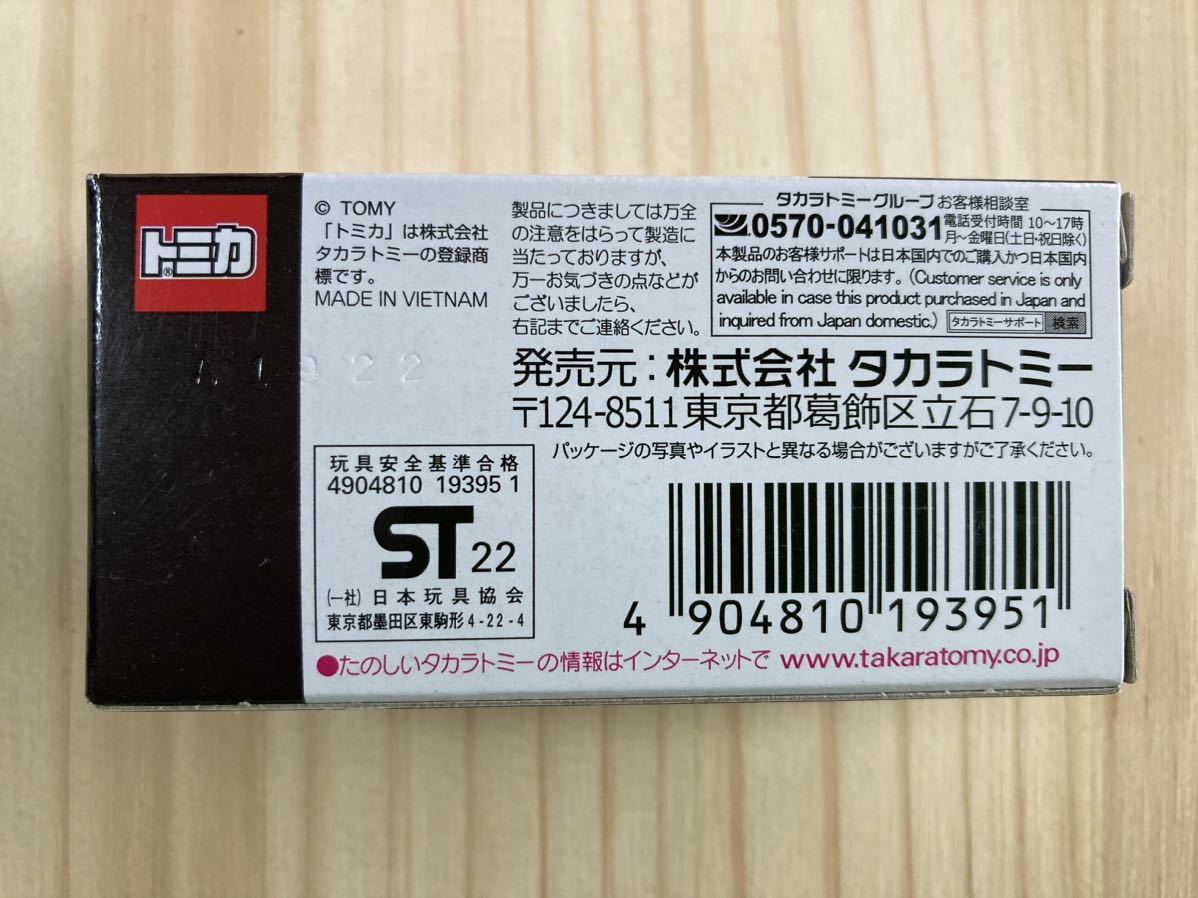 トミカ
®
© TOMY
「トミカ」は株式会社
タカラトミーの登録商
標です。
MADE IN VIETNAM
製品につきましては万全
の注意をはらって製造に
当たっておりますが、
万一お気づきの点などが
ございましたら、
右記までご連絡ください。
タカラトミーグループ お客様相談室
0570-041031 電話受付時間 10〜17時
月〜金曜日(土日・祝日除く)
本製品のお客様サポートは日本国内でのご購入かつ日本国内
からのお問い合わせに限ります。(Customer service is only
available in case this product purchased in Japan and
inquired from Japan domestic.) タカラトミーサポート 検索
発売元：株式会社 タカラトミー
〒124-8511 東京都葛飾区立石7-9-10
パッケージの写真やイラストと異なる場合がございますがご了承ください。
玩具安全基準合格
4904810 19395 1
ST 22
(一社) 日本玩具協会
東京都墨田区東駒形4-22-4
4 904810 193951
●たのしいタカラトミーの情報はインターネットで www.takaratomy.co.jp